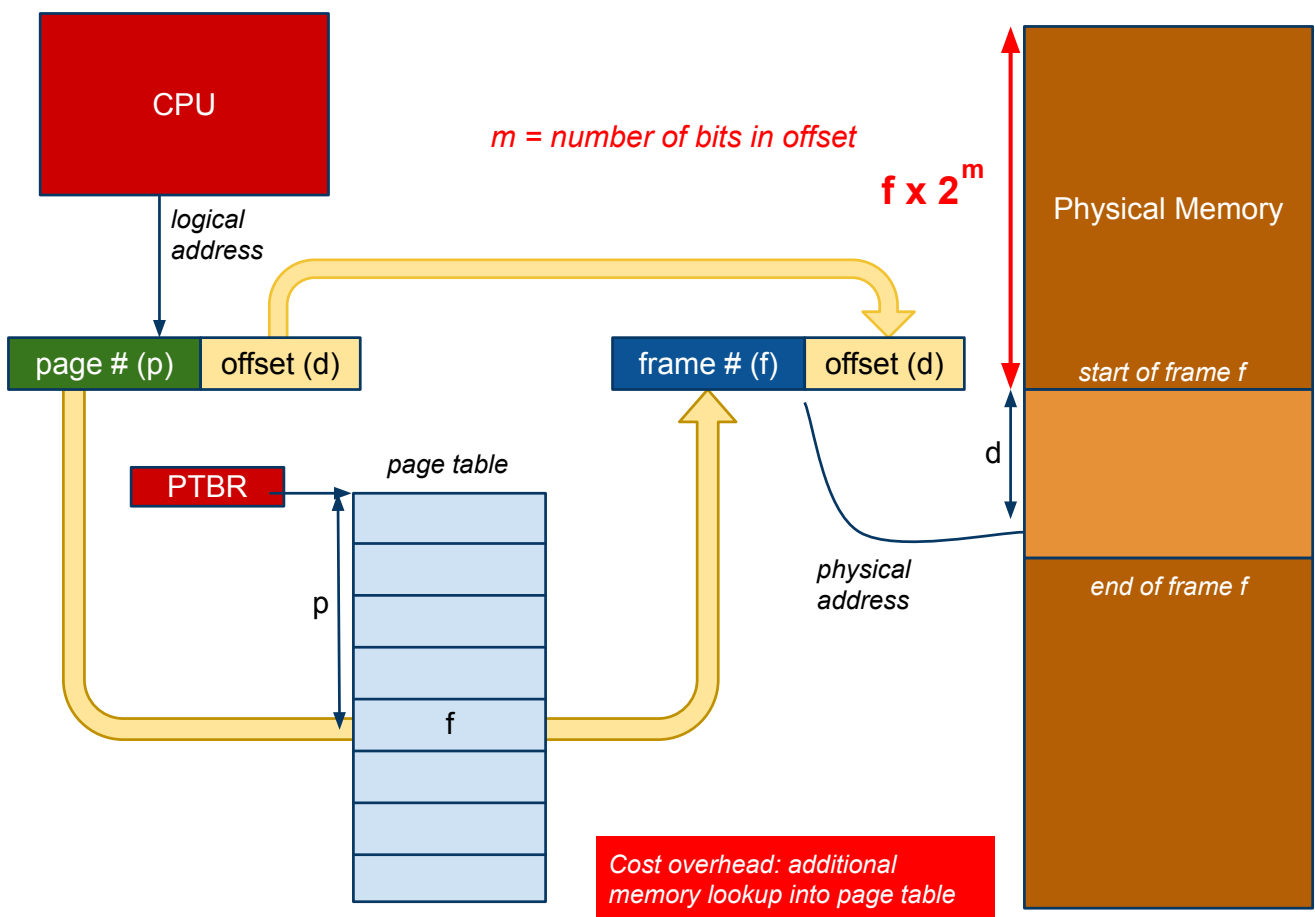 CPU
m = number of bits in offset
f x 2^m
Physical Memory
logical
address
page # (p)
offset (d)
frame # (f)
offset (d)
start of frame f
page table
d
PTBR
p
physical
address
end of frame f
f
Cost overhead: additional
memory lookup into page table